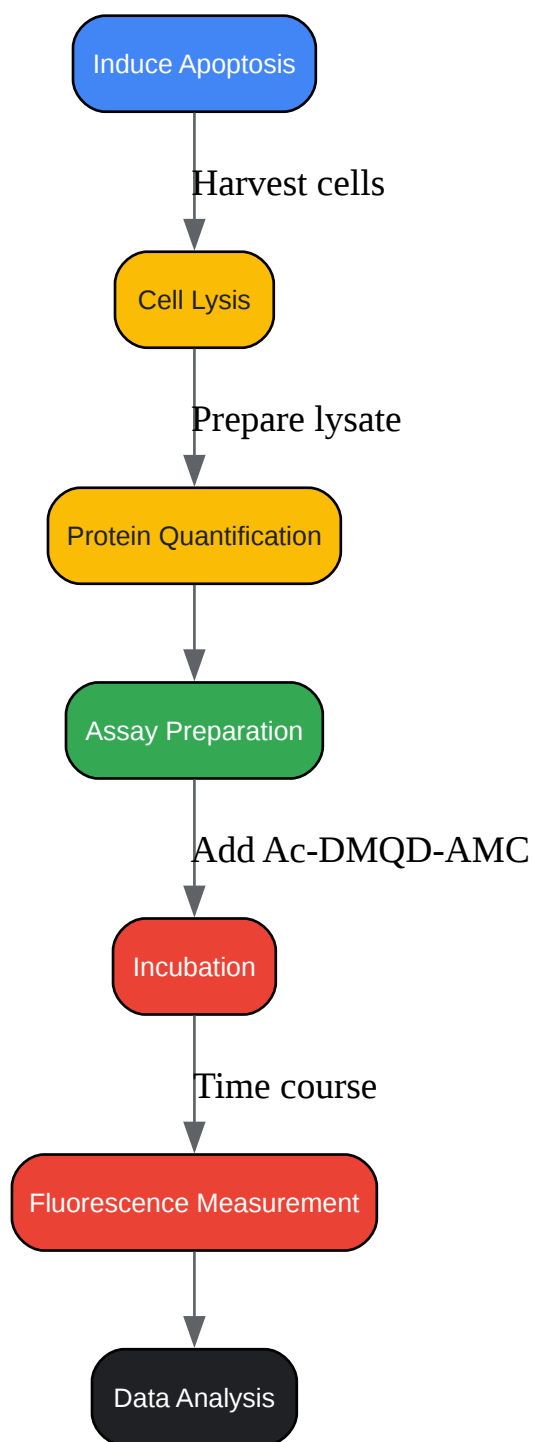 Induce Apoptosis
Harvest cells
Cell Lysis
Prepare lysate
Protein Quantification
Assay Preparation
Add Ac-DMQD-AMC
Incubation
Time course
Fluorescence Measurement
Data Analysis